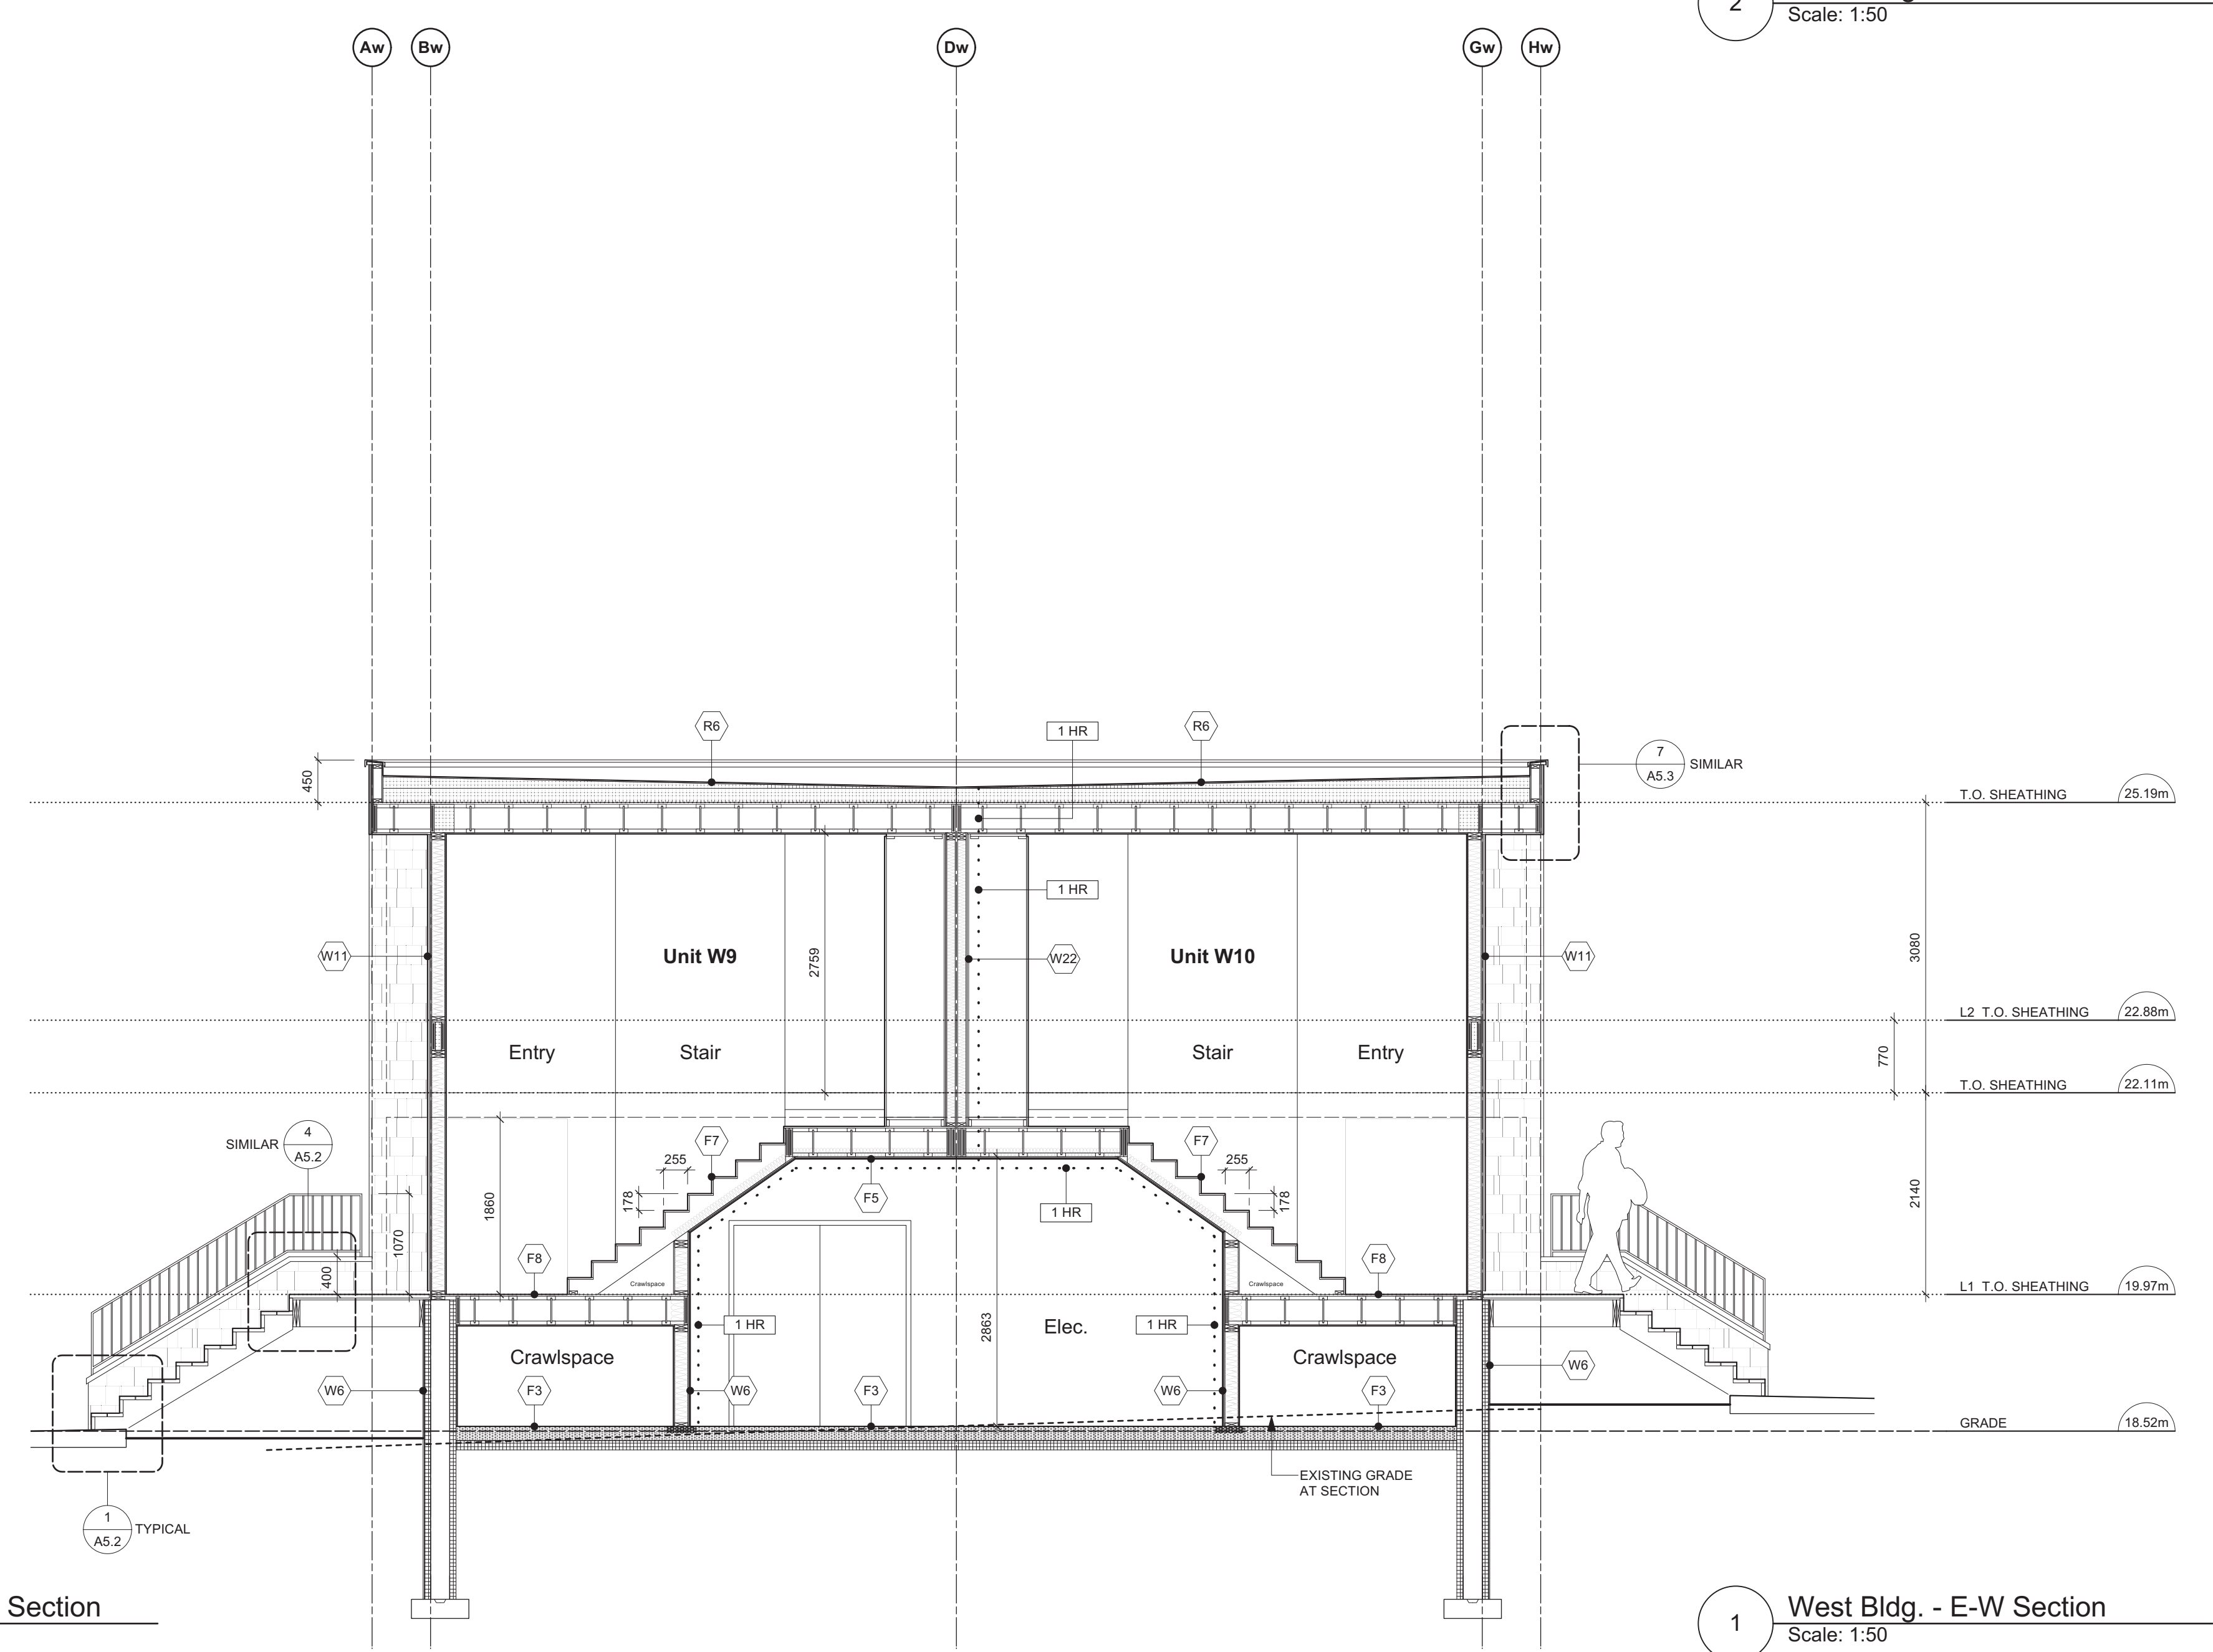 2
Scale: 1:50
Aw
Bw
Dw
Gw
Hw
R6
1 HR
R6
7
A5.3
SIMILAR
450
T.O. SHEATHING
25.19m
1 HR
W11
Unit W9
2759
W22
Unit W10
W11
3080
L2 T.O. SHEATHING
22.88m
Entry
Stair
Stair
Entry
770
T.O. SHEATHING
22.11m
SIMILAR
4
A5.2
F7
F7
255
255
178
178
F5
1 HR
1860
1070
400
2140
F8
F8
Crawlspace
Crawlspace
L1 T.O. SHEATHING
19.97m
1 HR
2863
Elec.
1 HR
Crawlspace
Crawlspace
W6
F3
W6
F3
W6
F3
W6
GRADE
18.52m
EXISTING GRADE
AT SECTION
1
A5.2
TYPICAL
Section
1
West Bldg. - E-W Section
Scale: 1:50